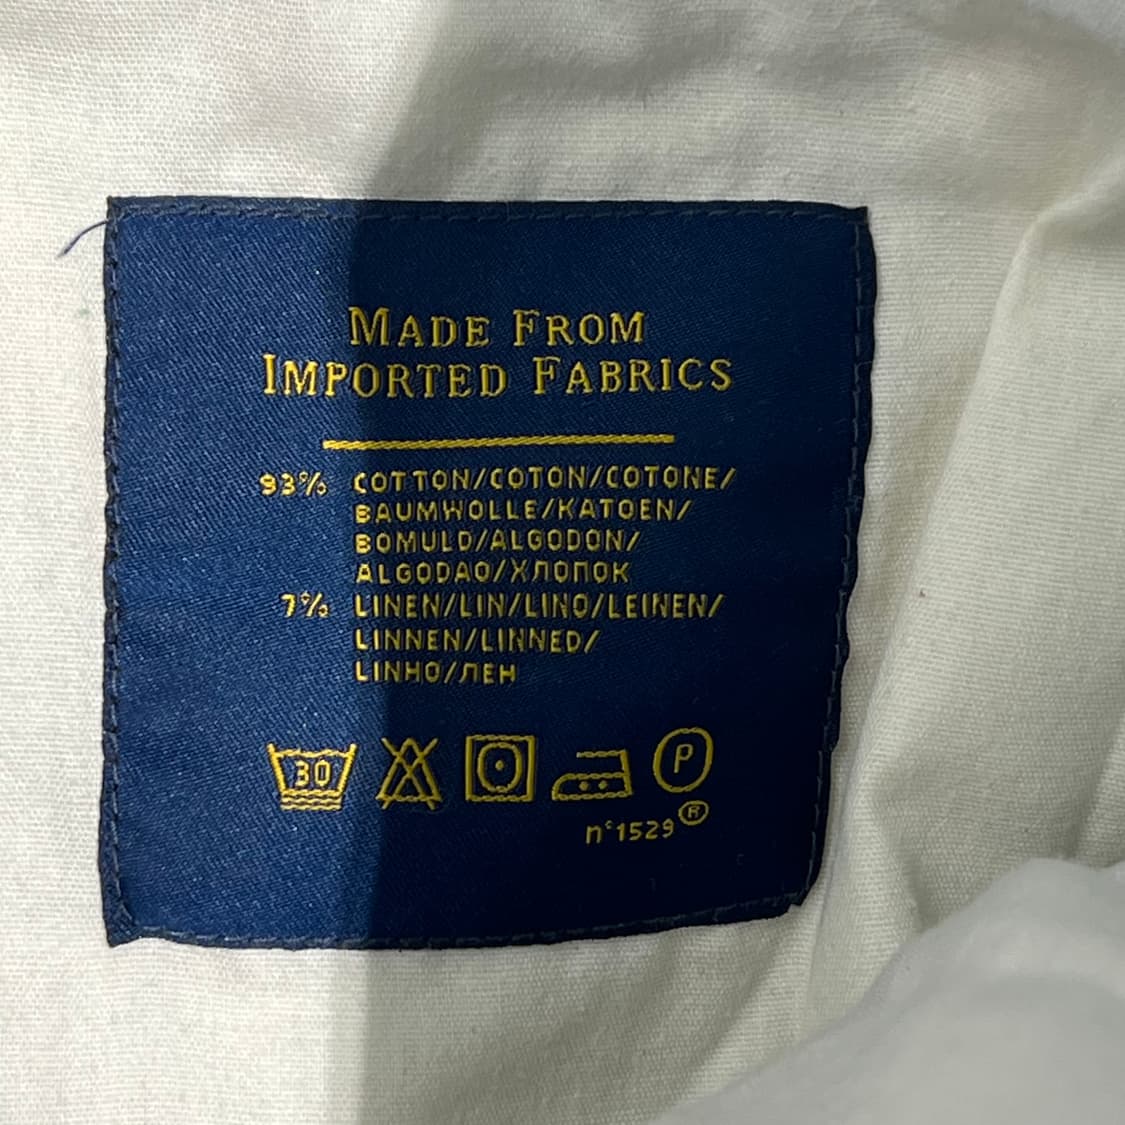 MADE FROM
IMPORTED FABRICS
93% COTTON/COTON/COTONE/
BAUMWOLLE/KATOEN/
BOMULD/ALGODON/
ALGODAO/ХЛОПОК
7% LINEN/LIN/LINO/LEINEN/
LINNEN/LINNED/
LINHO/ЛЕН
30 P
n°1529®